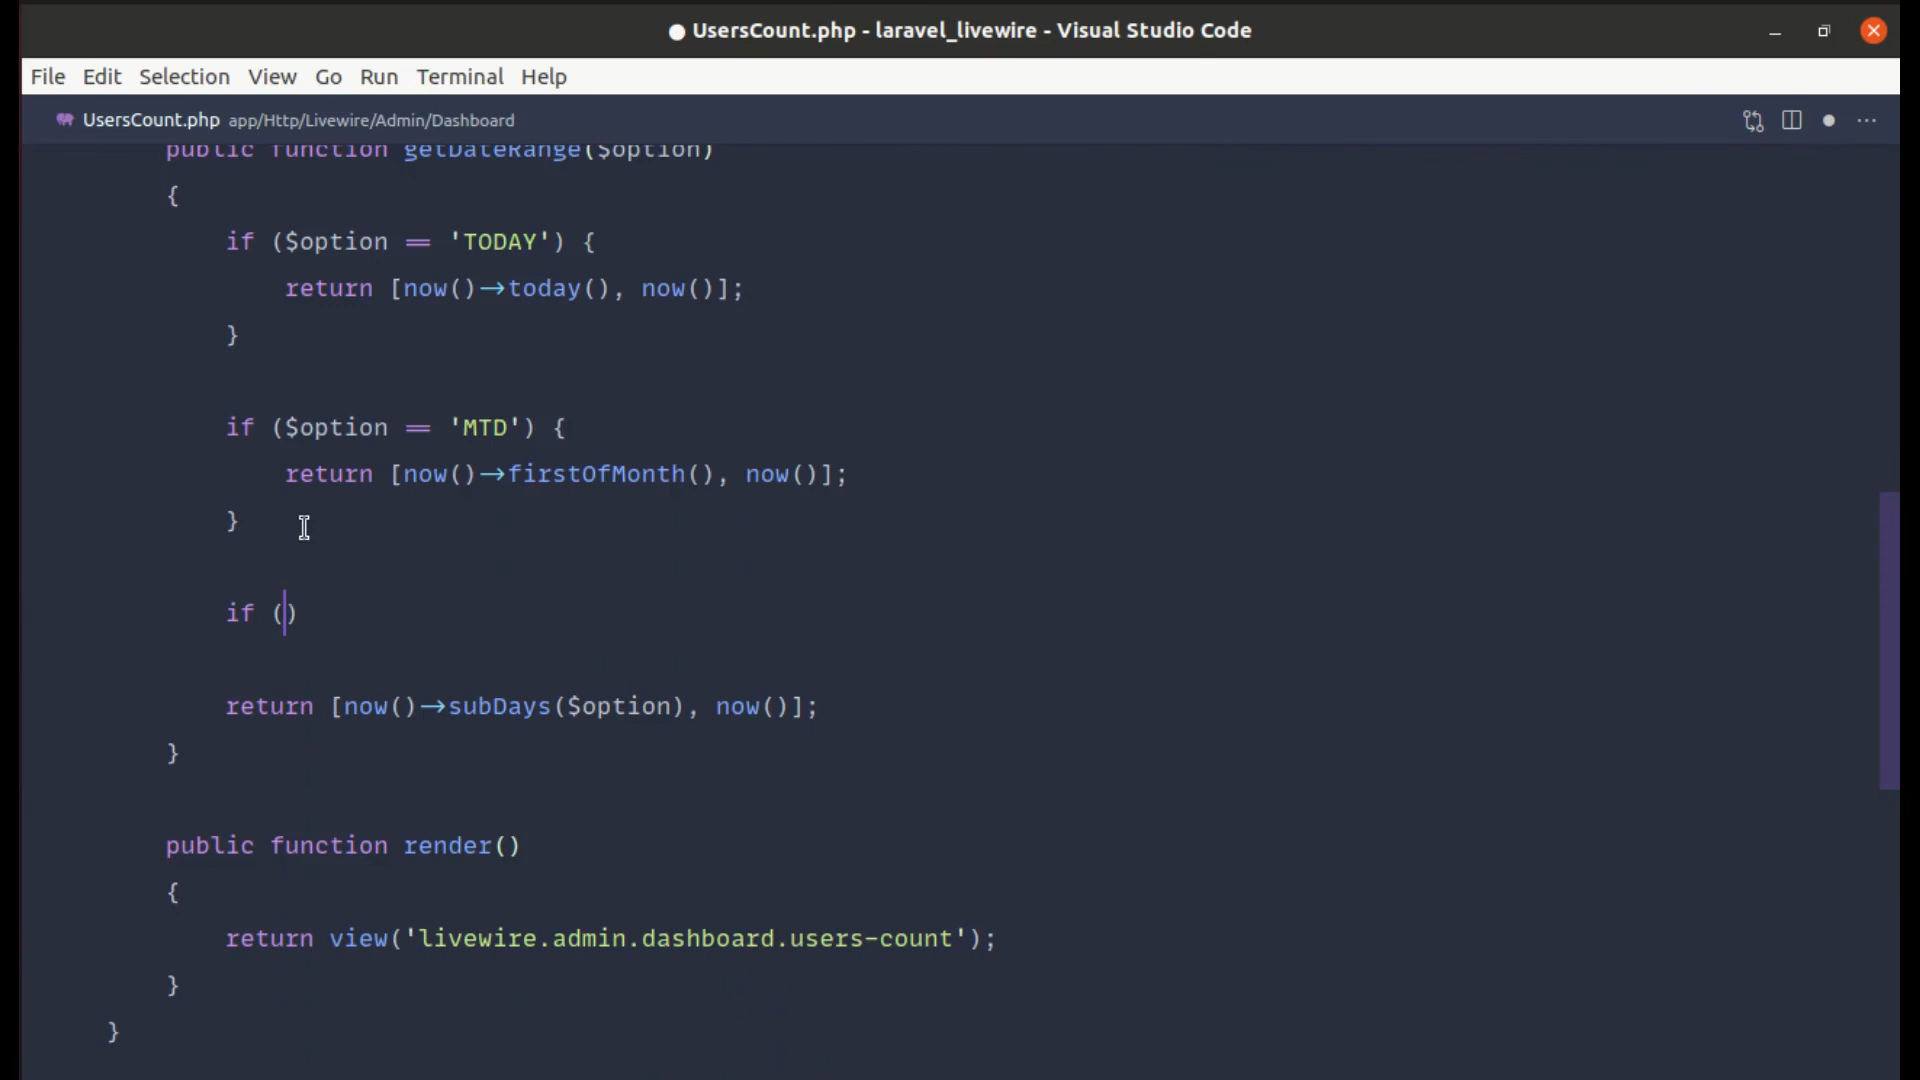 UsersCount.php - laravel_livewire - Visual Studio Code
File Edit Selection View Go Run Terminal Help
UsersCount.php app/Http/Livewire/Admin/Dashboard
public function getDateRange($option)
{
if ($option == 'TODAY') {
return [now()->today(), now()];
}
if ($option == 'MTD') {
return [now()->firstOfMonth(), now()];
}
if ()
return [now()->subDays($option), now()];
}
public function render()
{
return view('livewire.admin.dashboard.users-count');
}
}